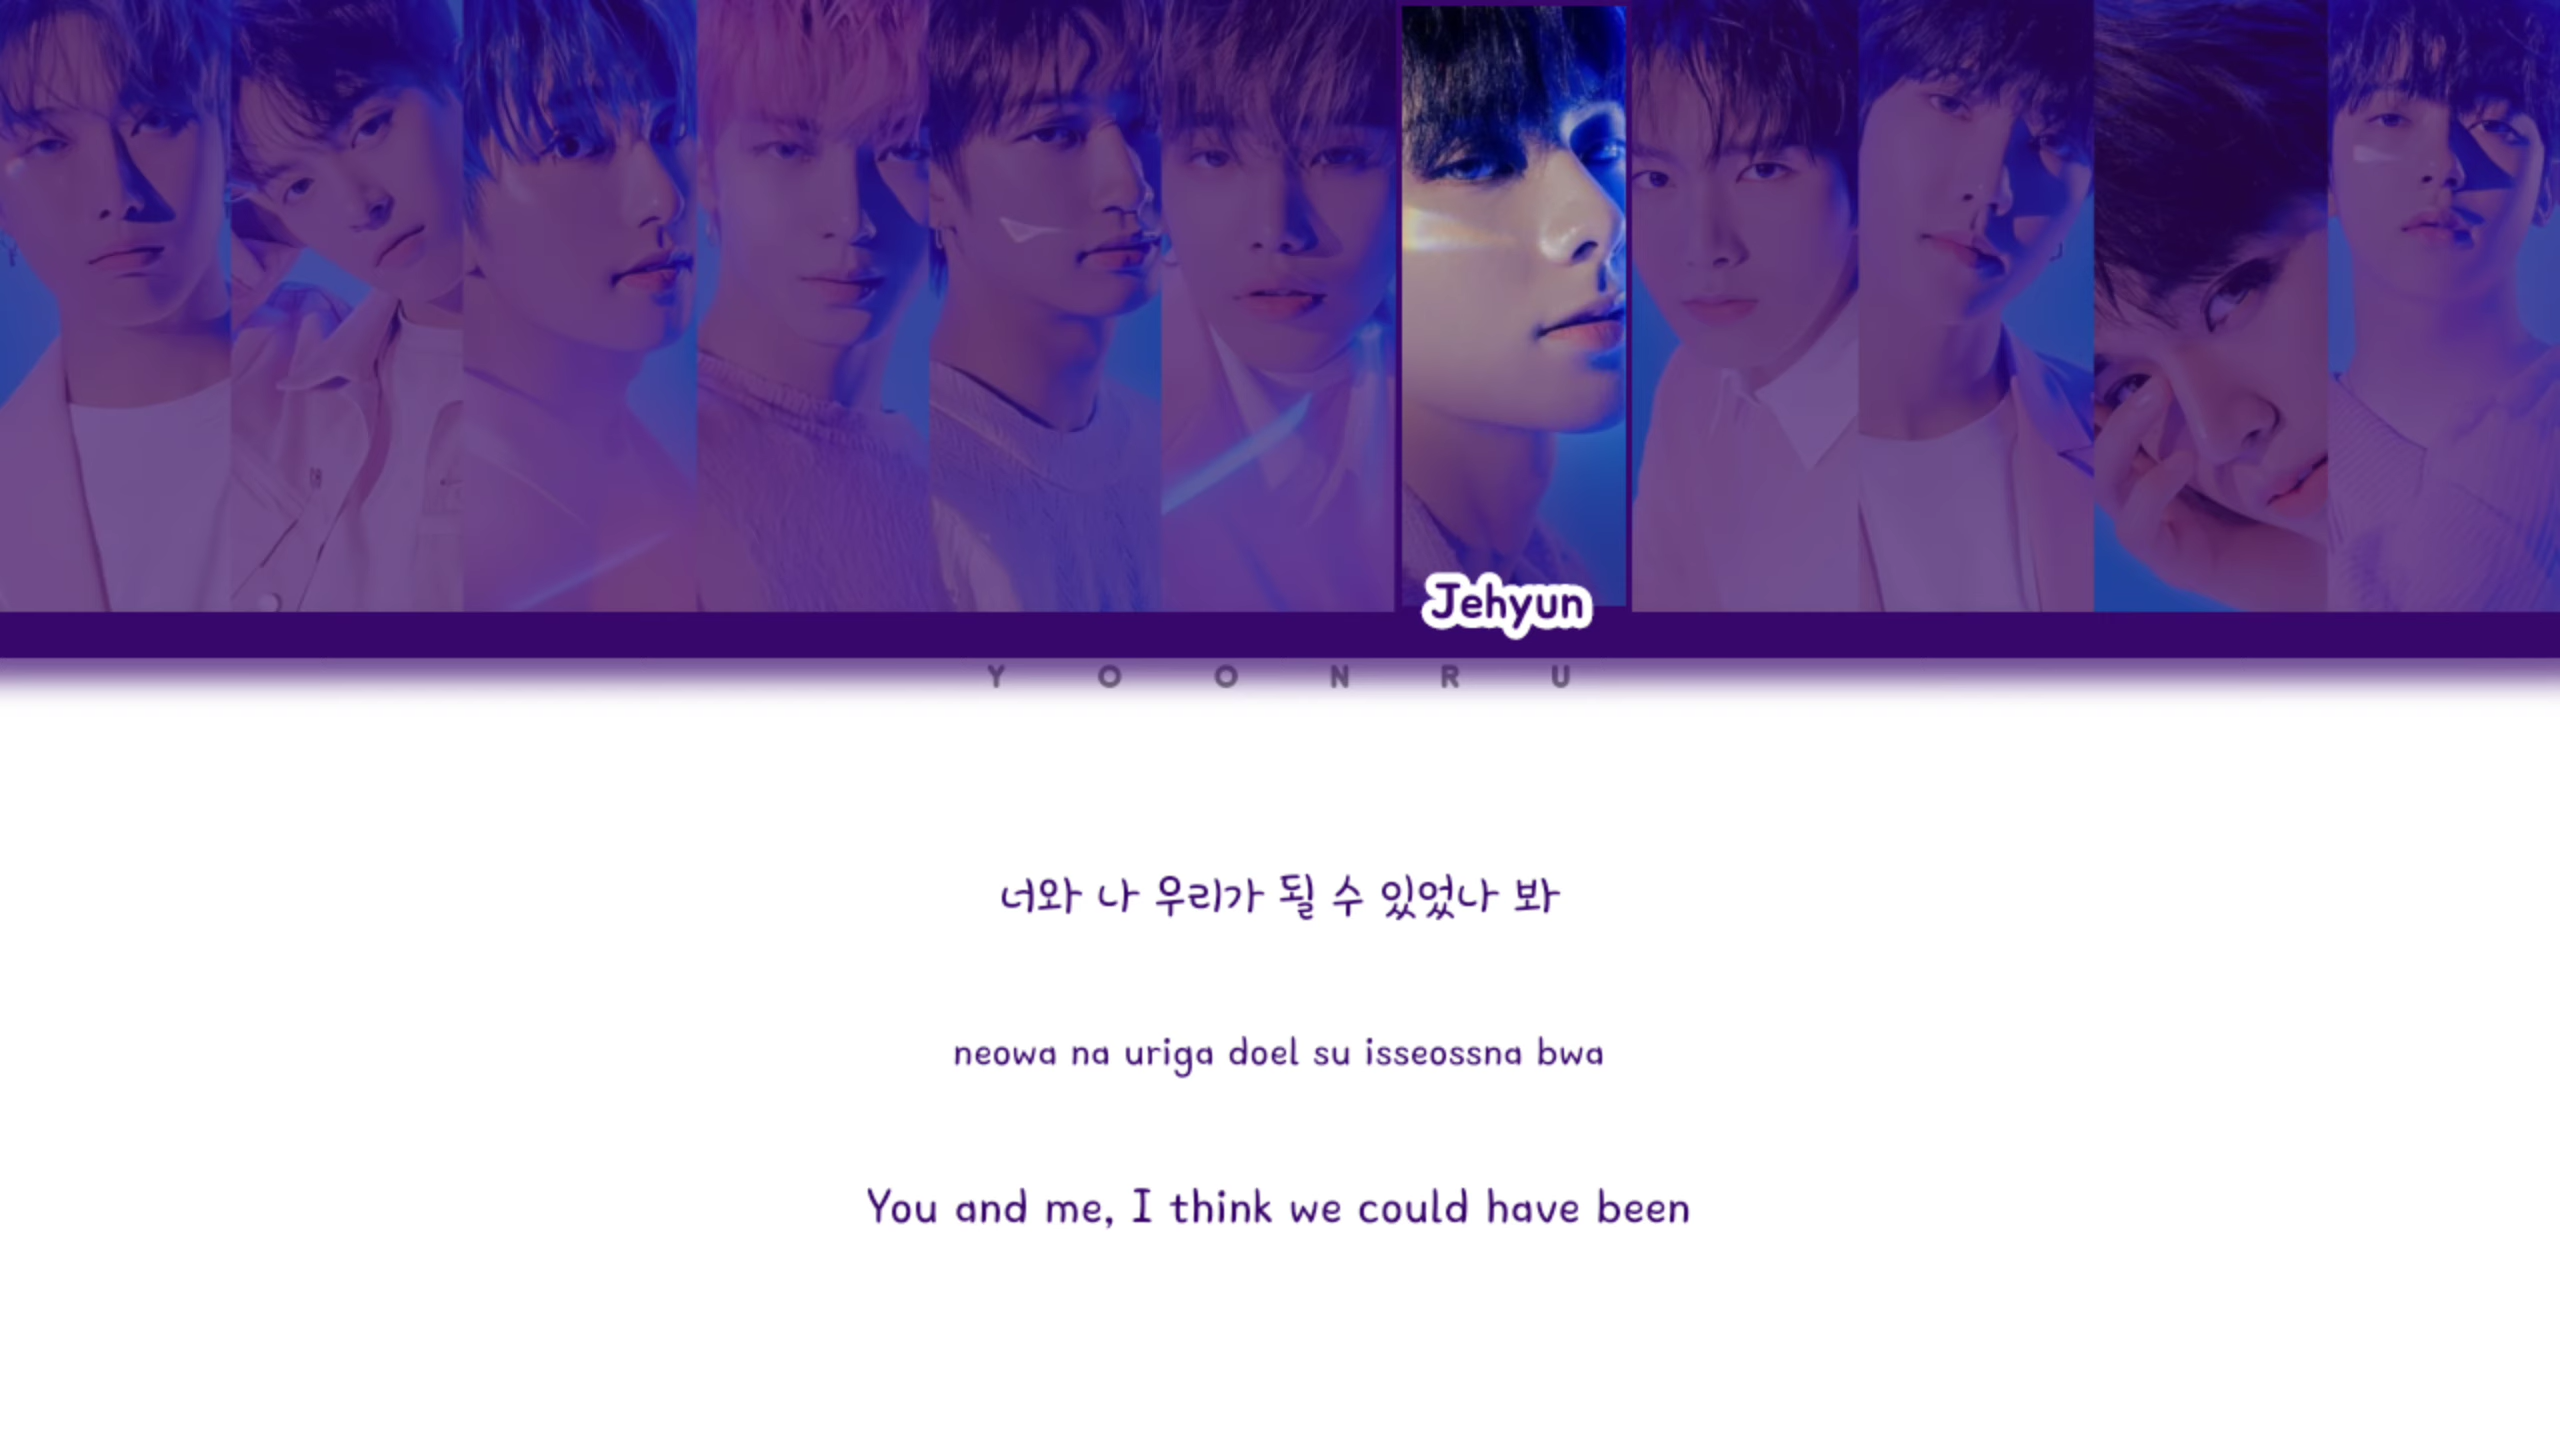 Jehyun
YOONRU
너와 나 우리가 될 수 있었나 봐
neowa na uriga doel su isseossna bwa
You and me, I think we could have been